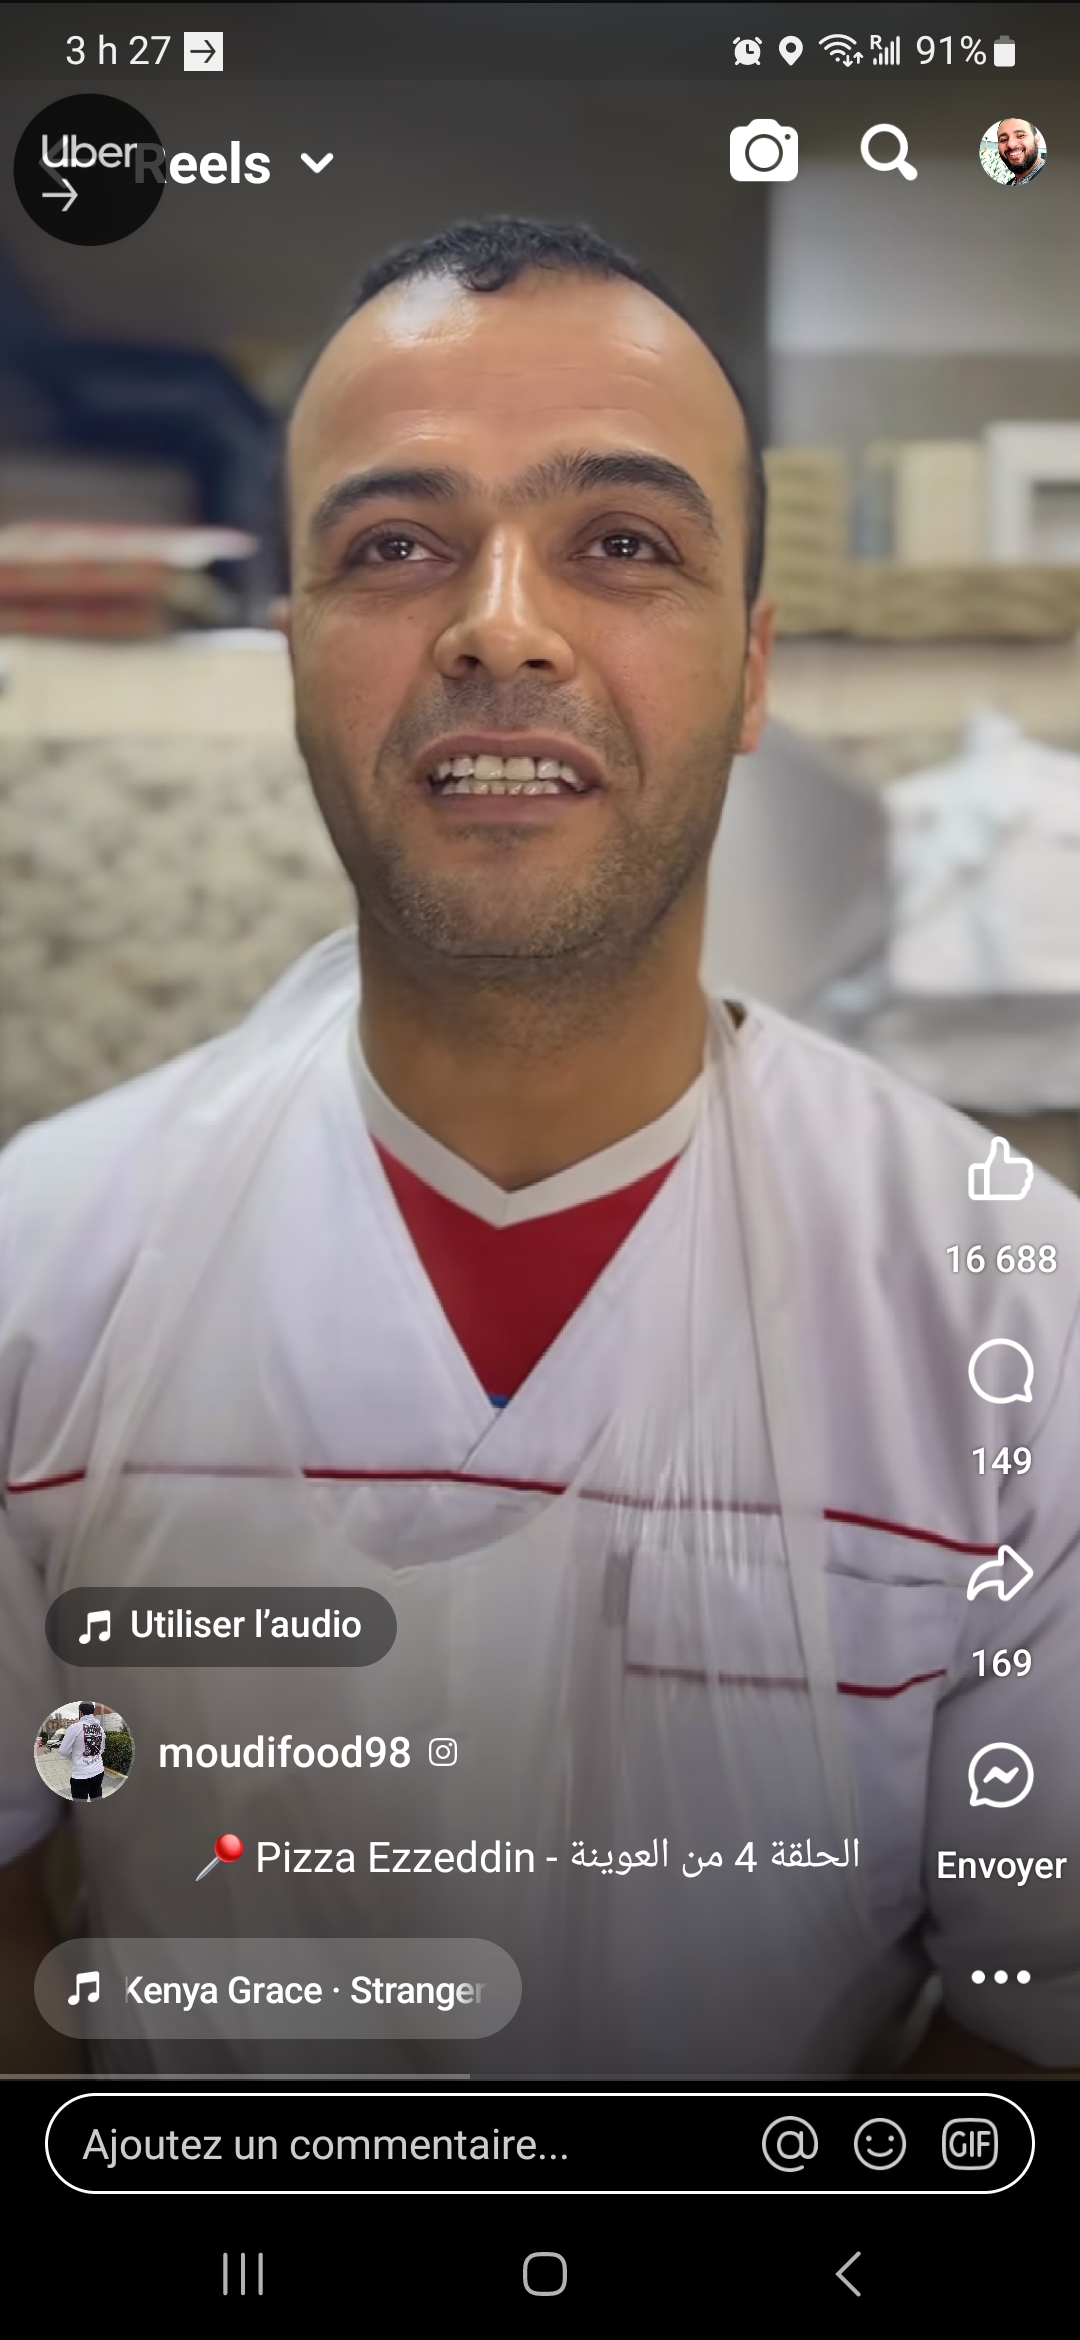 3 h 27
91%
Uber
Reels
16 688
149
169
Utiliser l’audio
moudifood98
📍 Pizza Ezzeddin - الحلقة 4 من العوينة
Envoyer
Kenya Grace · Stranger
Ajoutez un commentaire...
GIF